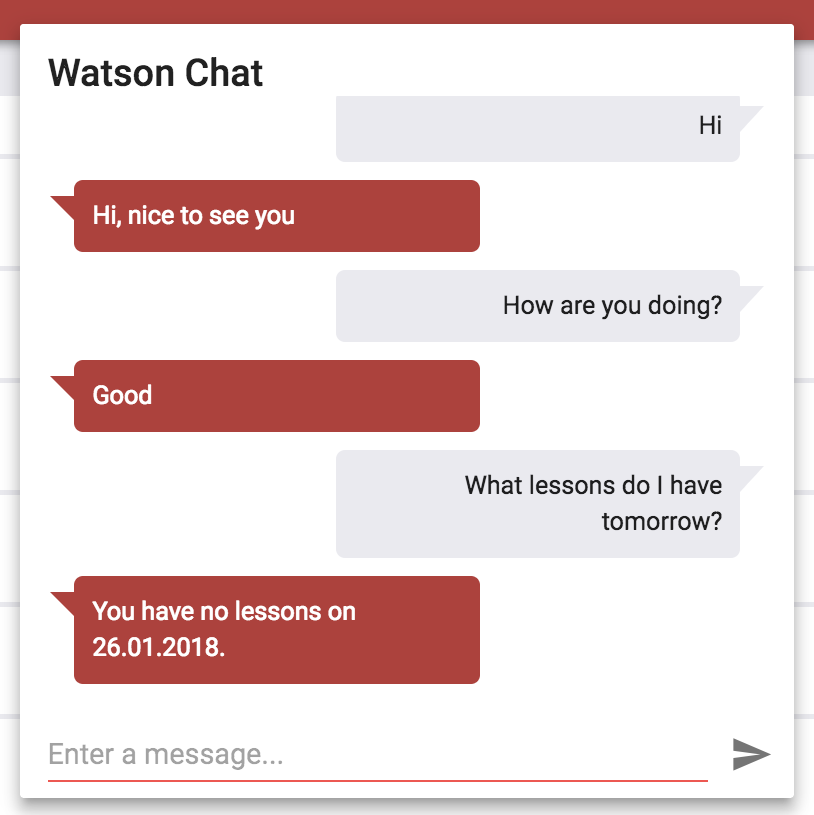 Watson Chat
Hi
Hi, nice to see you
How are you doing?
Good
What lessons do I have
tomorrow?
You have no lessons on
26.01.2018.
Enter a message...